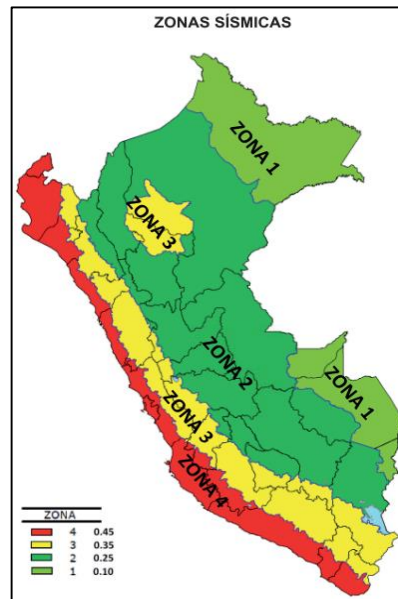 ZONAS SÍSMICAS
ZONA 1
ZONA 3
ZONA 2
ZONA 1
ZONA 3
ZONA 4
ZONA
4 0.45
3 0.35
2 0.25
1 0.10